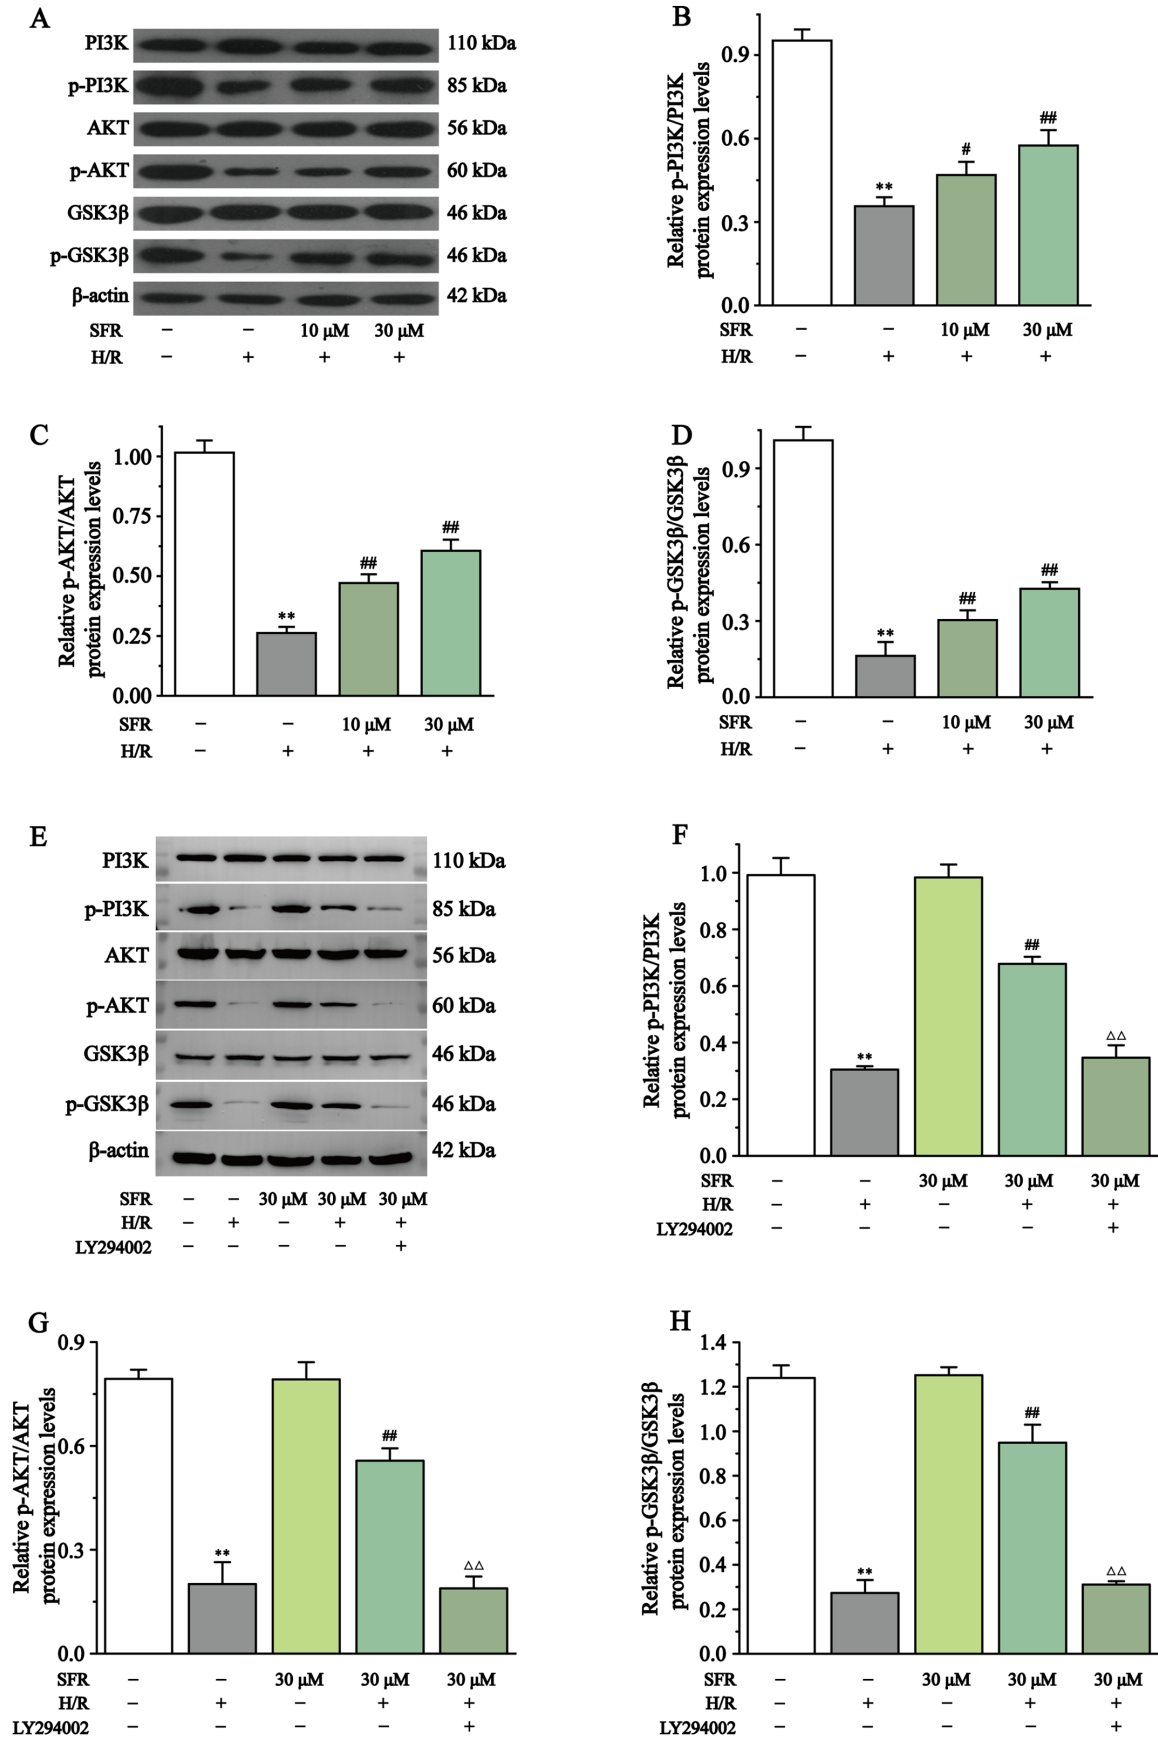 A
PI3K 110 kDa
p-PI3K 85 kDa
AKT 56 kDa
p-AKT 60 kDa
GSK3β 46 kDa
p-GSK3β 46 kDa
β-actin 42 kDa
SFR – – 10 μM 30 μM
H/R – + + +
B
Relative p-PI3K/PI3K
protein expression levels
0.9
0.6
0.3
0.0
** # ##
SFR – – 10 μM 30 μM
H/R – + + +
C
Relative p-AKT/AKT
protein expression levels
1.00
0.75
0.50
0.25
0.00
** ## ##
SFR – – 10 μM 30 μM
H/R – + + +
D
Relative p-GSK3β/GSK3β
protein expression levels
0.9
0.6
0.3
0.0
** ## ##
SFR – – 10 μM 30 μM
H/R – + + +
E
PI3K 110 kDa
p-PI3K 85 kDa
AKT 56 kDa
p-AKT 60 kDa
GSK3β 46 kDa
p-GSK3β 46 kDa
β-actin 42 kDa
SFR – – 30 μM 30 μM 30 μM
H/R – + – + +
LY294002 – – – – +
F
Relative p-PI3K/PI3K
protein expression levels
1.0
0.8
0.6
0.4
0.2
0.0
** ## △△
SFR – – 30 μM 30 μM 30 μM
H/R – + – + +
LY294002 – – – – +
G
Relative p-AKT/AKT
protein expression levels
0.9
0.6
0.3
0.0
** ## △△
SFR – – 30 μM 30 μM 30 μM
H/R – + – + +
LY294002 – – – – +
H
Relative p-GSK3β/GSK3β
protein expression levels
1.4
1.2
1.0
0.8
0.6
0.4
0.2
0.0
** ## △△
SFR – – 30 μM 30 μM 30 μM
H/R – + – + +
LY294002 – – – – +